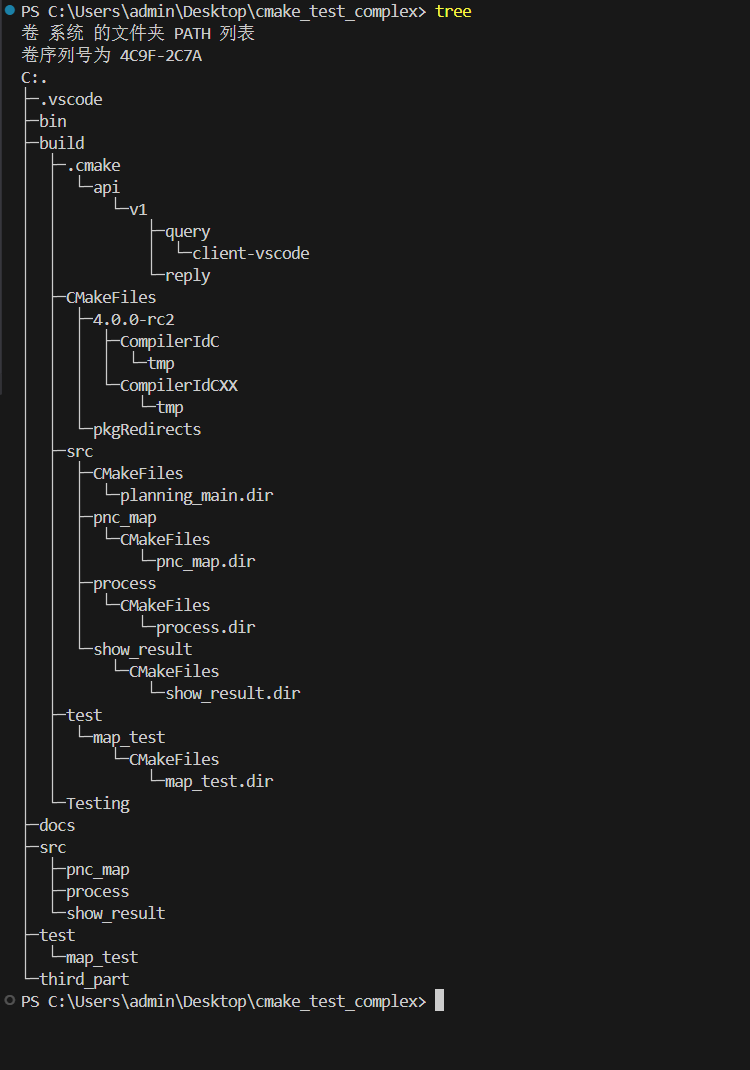 PS C:\Users\admin\Desktop\cmake_test_complex> tree
卷 系统 的文件夹 PATH 列表
卷序列号为 4C9F-2C7A
C:.
├─.vscode
├─bin
├─build
│  ├─.cmake
│  │  └─api
│  │      └─v1
│  │          ├─query
│  │          │  └─client-vscode
│  │          └─reply
│  ├─CMakeFiles
│  │  ├─4.0.0-rc2
│  │  │  ├─CompilerIdC
│  │  │  │  └─tmp
│  │  │  └─CompilerIdCXX
│  │  │      └─tmp
│  │  └─pkgRedirects
│  ├─src
│  │  ├─CMakeFiles
│  │  │  └─planning_main.dir
│  │  ├─pnc_map
│  │  │  └─CMakeFiles
│  │  │      └─pnc_map.dir
│  │  ├─process
│  │  │  └─CMakeFiles
│  │  │      └─process.dir
│  │  └─show_result
│  │      └─CMakeFiles
│  │          └─show_result.dir
│  ├─test
│  │  └─map_test
│  │      └─CMakeFiles
│  │          └─map_test.dir
│  └─Testing
├─docs
├─src
│  ├─pnc_map
│  ├─process
│  └─show_result
├─test
│  └─map_test
└─third_part
PS C:\Users\admin\Desktop\cmake_test_complex>